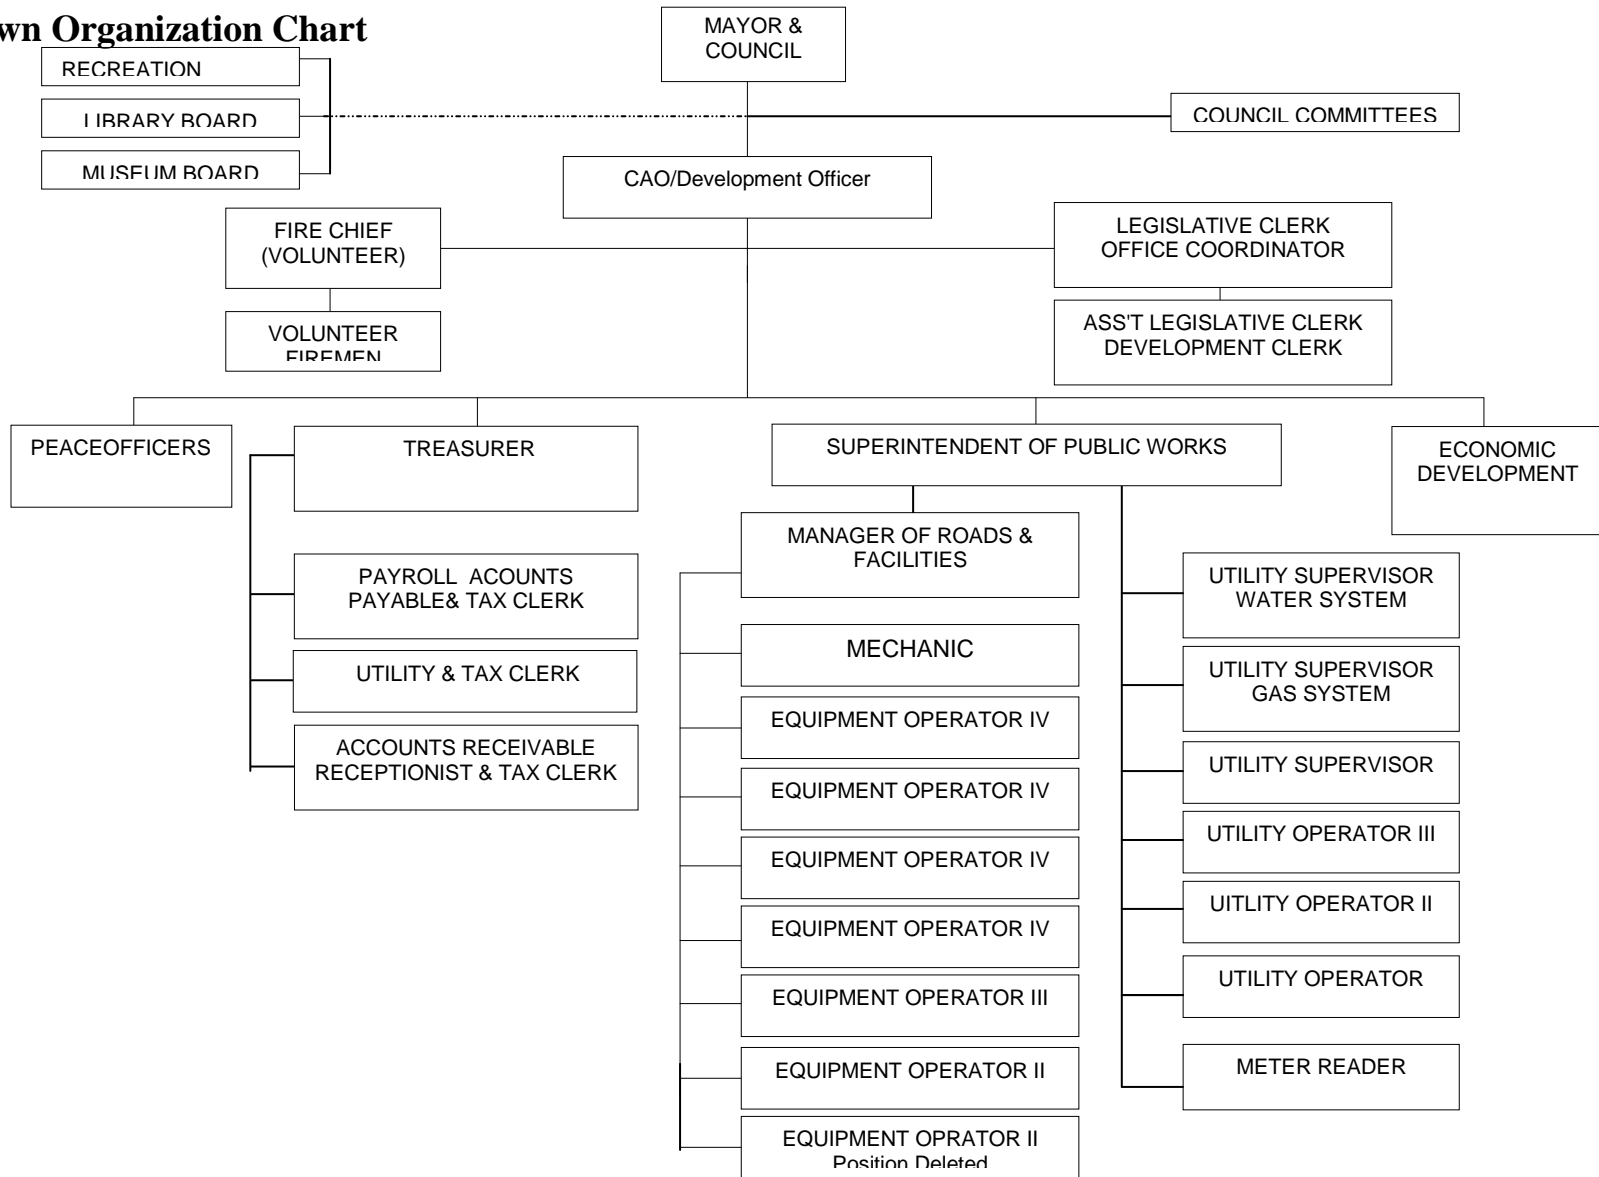 wn Organization Chart
MAYOR &
COUNCIL
RECREATION
LIBRARY BOARD
MUSEUM BOARD
COUNCIL COMMITTEES
CAO/Development Officer
FIRE CHIEF
(VOLUNTEER)
LEGISLATIVE CLERK
OFFICE COORDINATOR
VOLUNTEER
FIREMEN
ASS'T LEGISLATIVE CLERK
DEVELOPMENT CLERK
PEACEOFFICERS
TREASURER
SUPERINTENDENT OF PUBLIC WORKS
ECONOMIC
DEVELOPMENT
PAYROLL ACOUNTS
PAYABLE& TAX CLERK
UTILITY & TAX CLERK
ACCOUNTS RECEIVABLE
RECEPTIONIST & TAX CLERK
MANAGER OF ROADS &
FACILITIES
MECHANIC
EQUIPMENT OPERATOR IV
EQUIPMENT OPERATOR IV
EQUIPMENT OPERATOR IV
EQUIPMENT OPERATOR IV
EQUIPMENT OPERATOR III
EQUIPMENT OPERATOR II
EQUIPMENT OPRATOR II
Position Deleted
UTILITY SUPERVISOR
WATER SYSTEM
UTILITY SUPERVISOR
GAS SYSTEM
UTILITY SUPERVISOR
UTILITY OPERATOR III
UITLITY OPERATOR II
UTILITY OPERATOR
METER READER